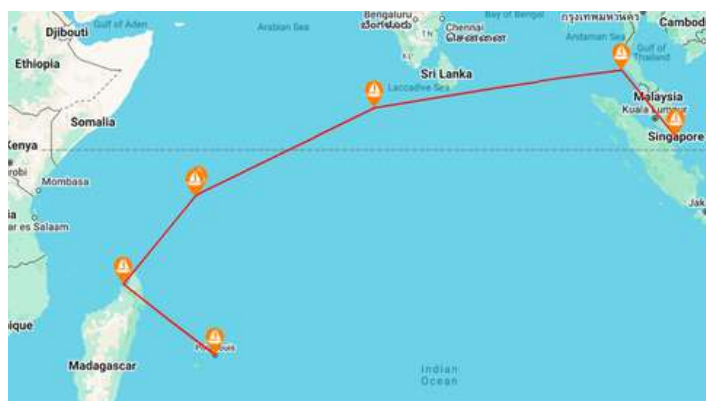 Gulf of Aden
Djibouti
Ethiopia
Somalia
Kenya
Mombasa
ar es Salaam
Arabian Sea
Bengaluru
ಬೆಂಗಳೂರು
TN
Chennai
சென்னை
Bay of Bengal
Sri Lanka
Laccadive Sea
กรุงเทพมหานคร
Cambod
Andaman Sea
Gulf of
Thailand
Malaysia
Kuala Lumpur
Singapore
Jak
Madagascar
Indian
Ocean